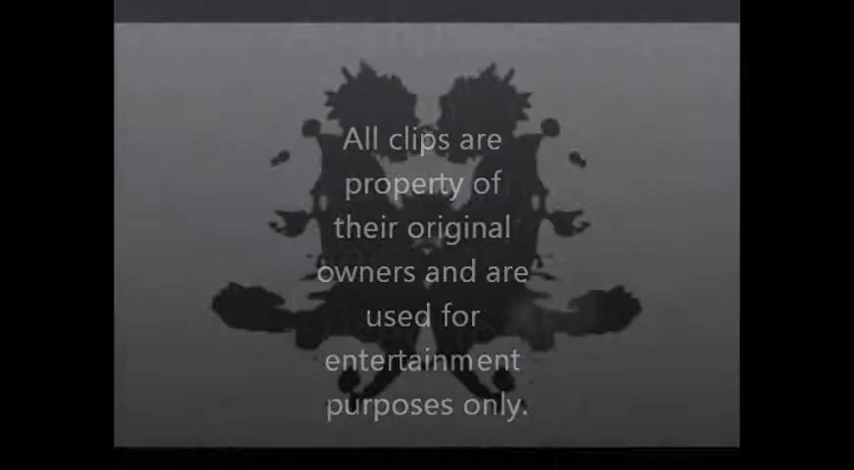 All clips are
property of
their original
owners and are
used for
entertainment
purposes only.